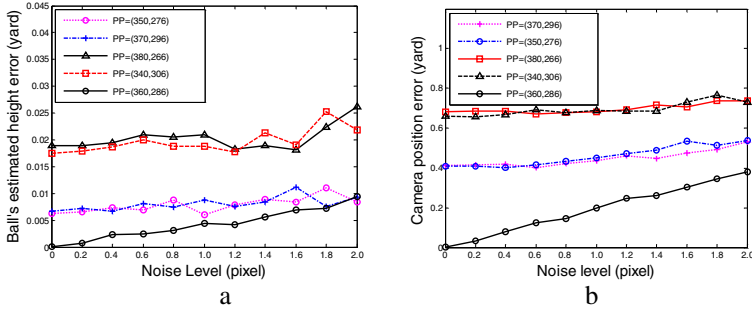 0.045
0.04
0.035
0.03
0.025
0.02
0.015
0.01
0.005
0
Ball's estimated height error (yard)
PP=(350,276)
PP=(370,296)
PP=(380,266)
PP=(340,306)
PP=(360,286)
0 0.2 0.4 0.6 0.8 1.0 1.2 1.4 1.6 1.8 2.0
Noise Level (pixel)
a
1
0.8
0.6
0.4
0.2
0
Camera position error (yard)
PP=(370,296)
PP=(350,276)
PP=(380,266)
PP=(340,306)
PP=(360,286)
0 0.2 0.4 0.6 0.8 1.0 1.2 1.4 1.6 1.8 2.0
Noise level (pixel)
b